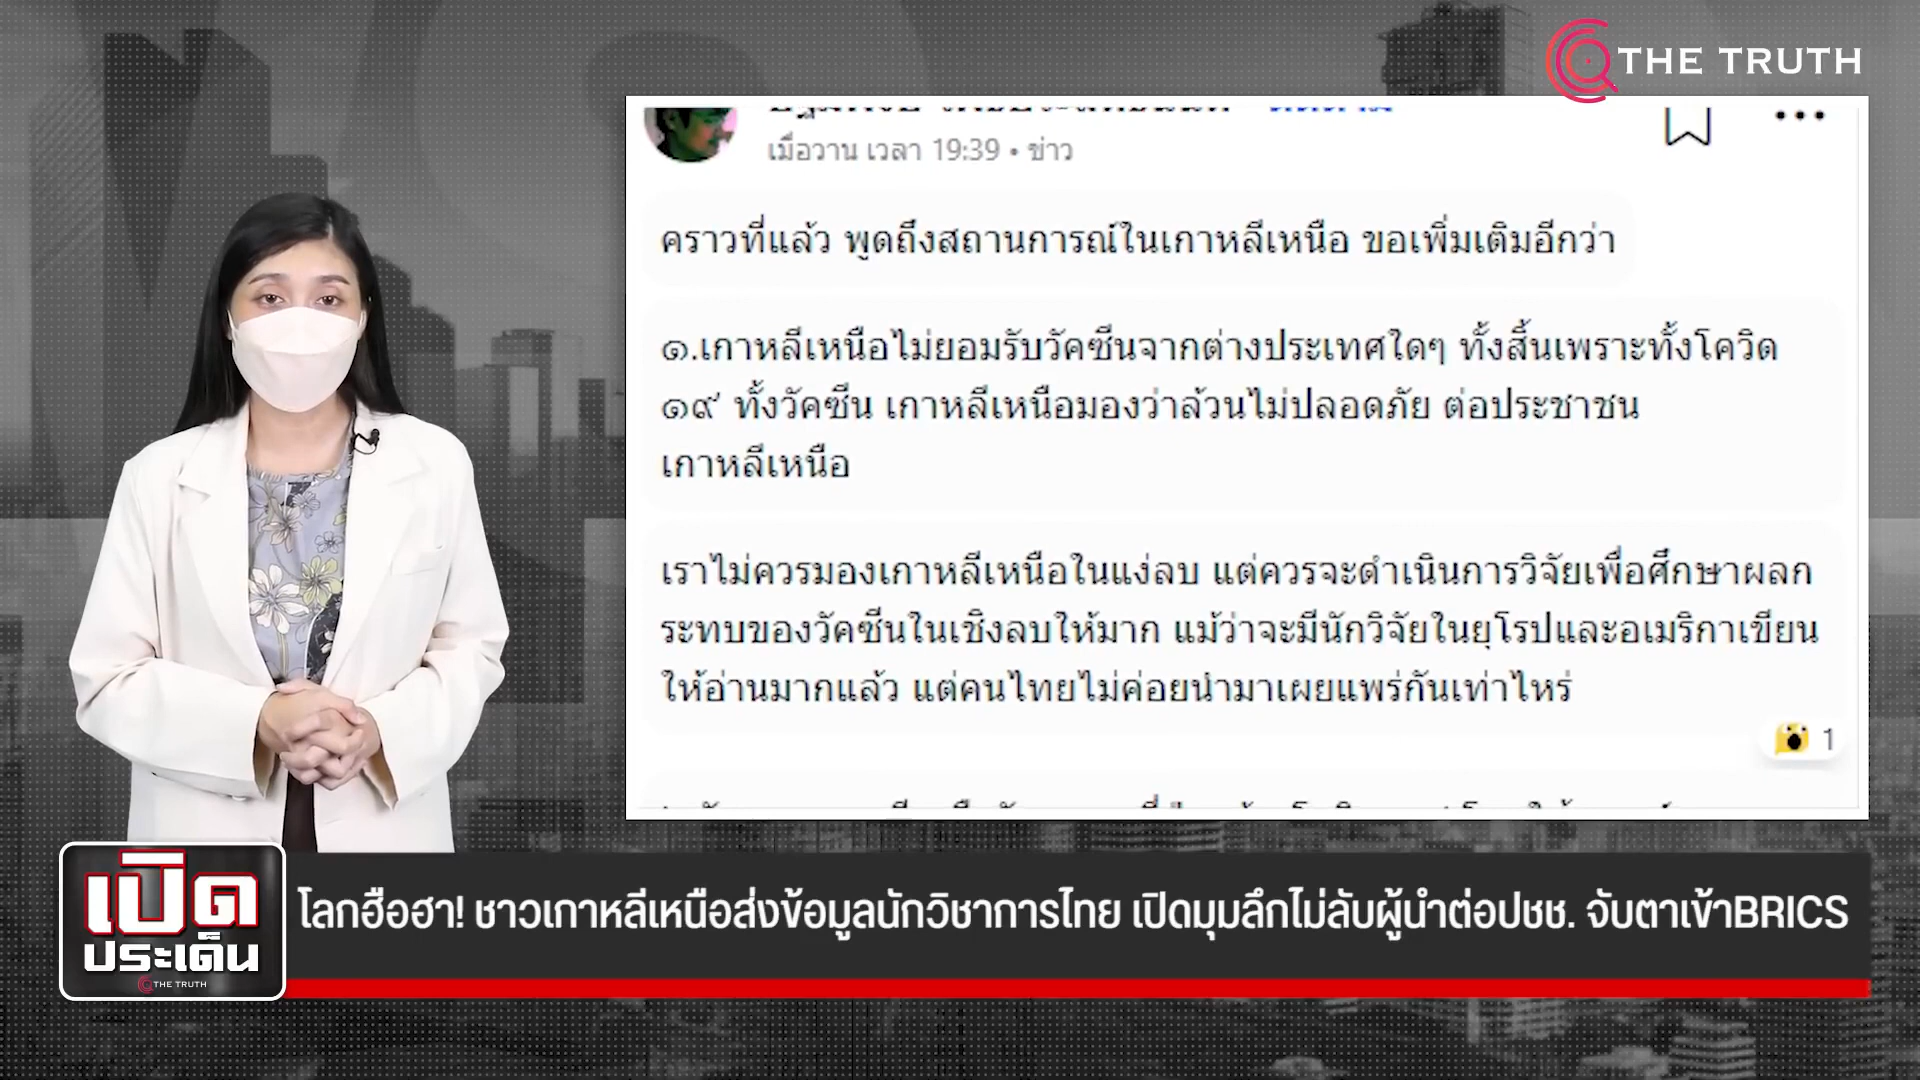 THE TRUTH
เมื่อวาน เวลา 19:39 • ข่าว
คราวที่แล้ว พูดถึงสถานการณ์ในเกาหลีเหนือ ขอเพิ่มเติมอีกว่า
๑.เกาหลีเหนือไม่ยอมรับวัคซีนจากต่างประเทศใดๆ ทั้งสิ้นเพราะทั้งโควิด
๑๙ ทั้งวัคซีน เกาหลีเหนือมองว่าล้วนไม่ปลอดภัย ต่อประชาชน
เกาหลีเหนือ
เราไม่ควรมองเกาหลีเหนือในแง่ลบ แต่ควรจะดำเนินการวิจัยเพื่อศึกษาผลก
ระทบของวัคซีนในเชิงลบให้มาก แม้ว่าจะมีนักวิจัยในยุโรปและอเมริกาเขียน
ให้อ่านมากแล้ว แต่คนไทยไม่ค่อยนำมาเผยแพร่กันเท่าไหร่
1
เปิด
ประเด็น
THE TRUTH
โลกฮือฮา! ชาวเกาหลีเหนือส่งข้อมูลนักวิชาการไทย เปิดมุมลึกไม่ลับผู้นำต่อปชช. จับตาเข้าBRICS